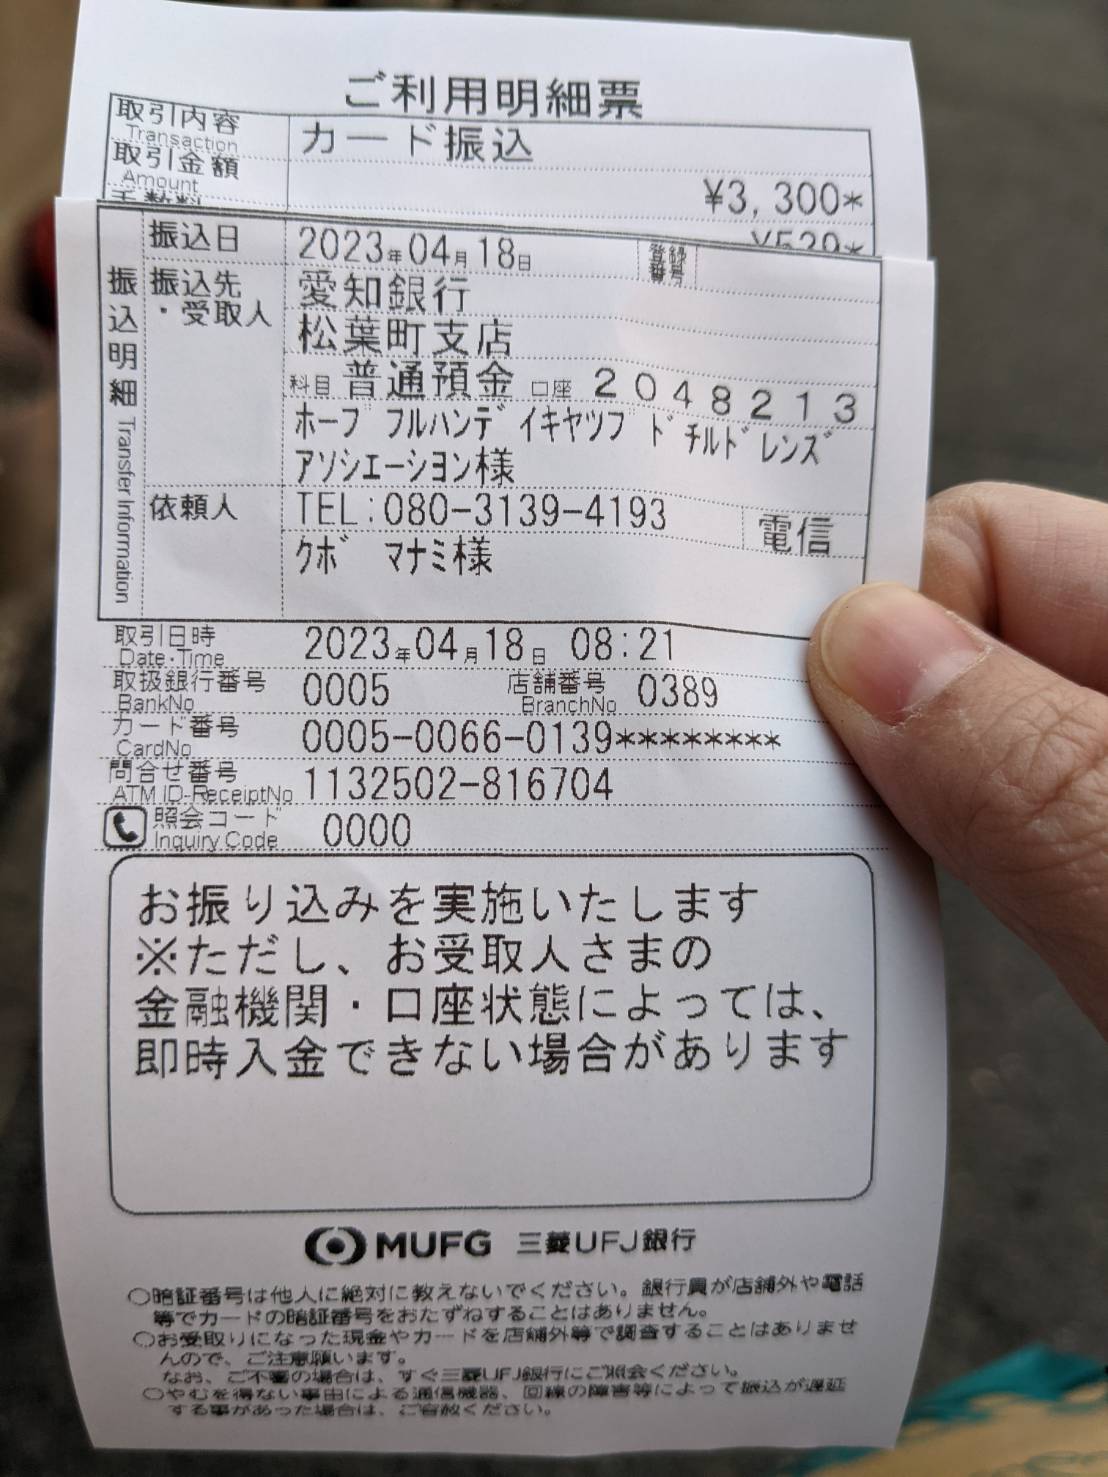 ご利用明細票
取引内容 カード振込
Transaction
取引金額
Amount ¥3,300*
手数料 ¥529*
振込明細 Transfer Information
振込日 2023年04月18日 登録番号
振込先 愛知銀行
・受取人 松葉町支店
科目 普通預金 口座 2048213
ホープ フルハンデ イキヤツフ ド チルドレンズ
アソシエーション様
依頼人 TEL:080-3139-4193 電信
クボ マナミ様
取引日時 2023年04月18日 08:21
Date・Time
取扱銀行番号 0005 店舗番号 0389
BankNo BranchNo
カード番号 0005-0066-0139********
CardNo
問合せ番号 1132502-816704
ATM ID-ReceiptNo
照会コード 0000
Inquiry Code
お振り込みを実施いたします
※ただし、お受取人さまの
金融機関・口座状態によっては、
即時入金できない場合があります
MUFG 三菱UFJ銀行
○暗証番号は他人に絶対に教えないでください。銀行員が店舗外や電話
等でカードの暗証番号をおたずねすることはありません。
○お受取りになった現金やカードを店舗外等で調査することはありませ
んので、ご注意願います。
なお、ご不審の場合は、すぐ三菱UFJ銀行にご照会ください。
○やむを得ない事由による通信機器、回線の障害等によって振込が遅延
する事があった場合は、ご容赦ください。